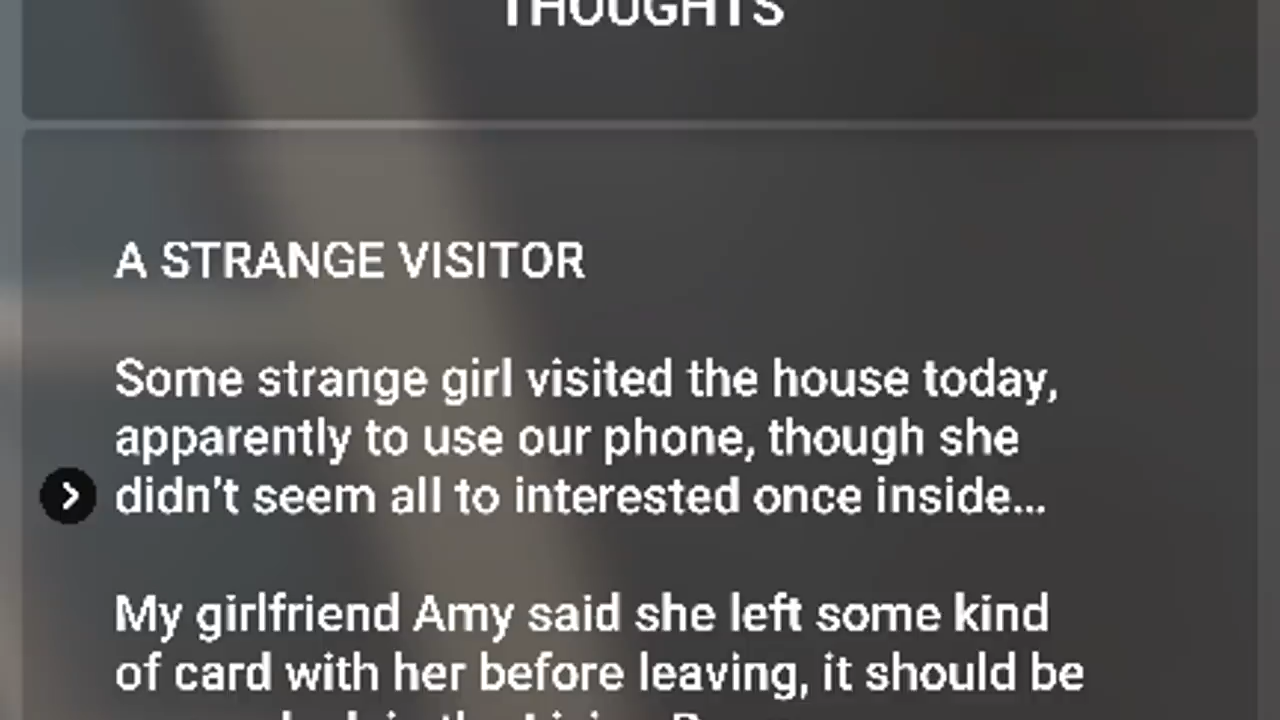 THOUGHTS
A STRANGE VISITOR
Some strange girl visited the house today,
apparently to use our phone, though she
didn't seem all to interested once inside...
My girlfriend Amy said she left some kind
of card with her before leaving, it should be